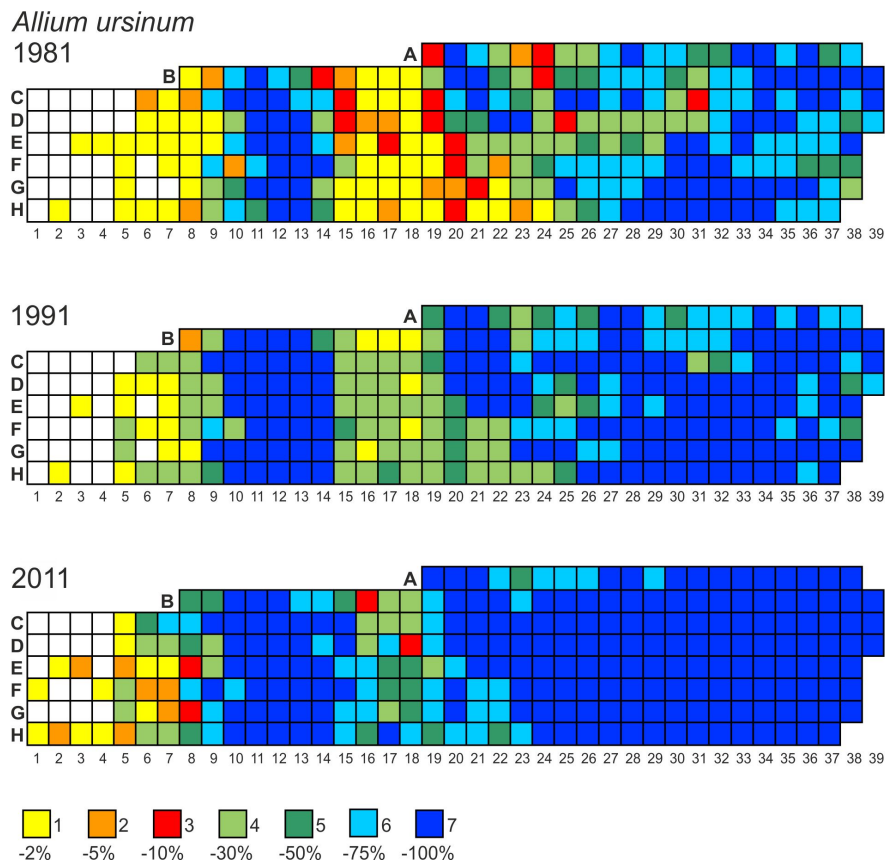 Allium ursinum
1981
A
B
C
D
E
F
G
H
1 2 3 4 5 6 7 8 9 10 11 12 13 14 15 16 17 18 19 20 21 22 23 24 25 26 27 28 29 30 31 32 33 34 35 36 37 38 39
1991
A
B
C
D
E
F
G
H
1 2 3 4 5 6 7 8 9 10 11 12 13 14 15 16 17 18 19 20 21 22 23 24 25 26 27 28 29 30 31 32 33 34 35 36 37 38 39
2011
A
B
C
D
E
F
G
H
1 2 3 4 5 6 7 8 9 10 11 12 13 14 15 16 17 18 19 20 21 22 23 24 25 26 27 28 29 30 31 32 33 34 35 36 37 38 39
1 2 3 4 5 6 7
-2% -5% -10% -30% -50% -75% -100%